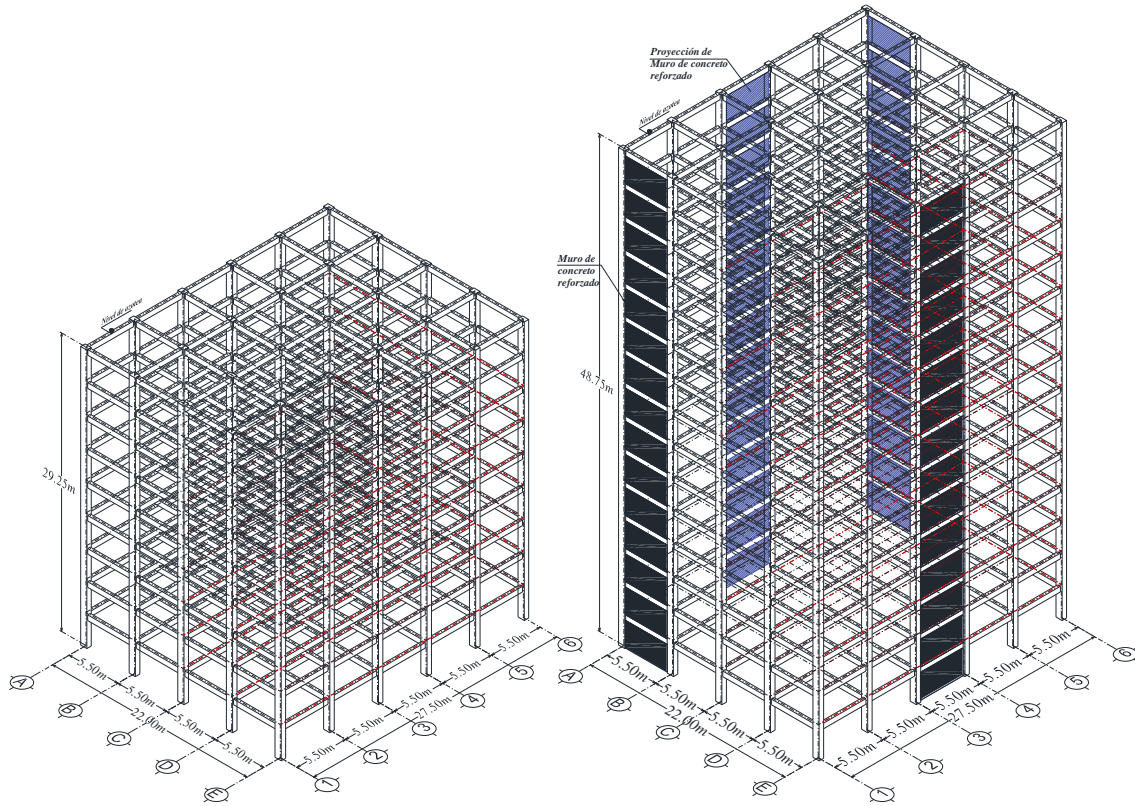 Nivel de azotea
29.25m
5.50m
5.50m
5.50m
5.50m
22.00m
5.50m
5.50m
5.50m
5.50m
5.50m
27.50m
A
B
C
D
E
1
2
3
4
5
6
Proyección de
Muro de concreto
reforzado
Nivel de azotea
Muro de
concreto
reforzado
48.75m
5.50m
5.50m
5.50m
5.50m
22.00m
5.50m
5.50m
5.50m
5.50m
5.50m
27.50m
A
B
C
D
E
1
2
3
4
5
6